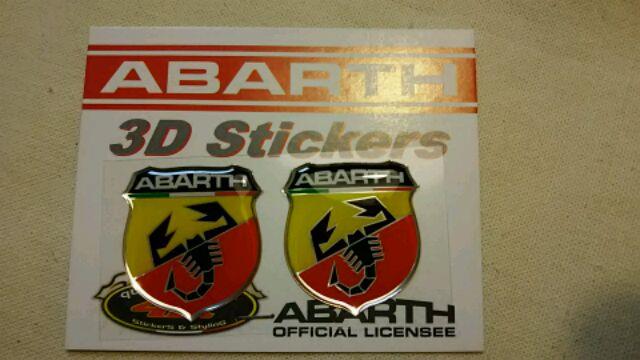 ABARTH
3D Stickers
ABARTH
ABARTH
StickerS & StylinG
ABARTH
OFFICIAL LICENSEE